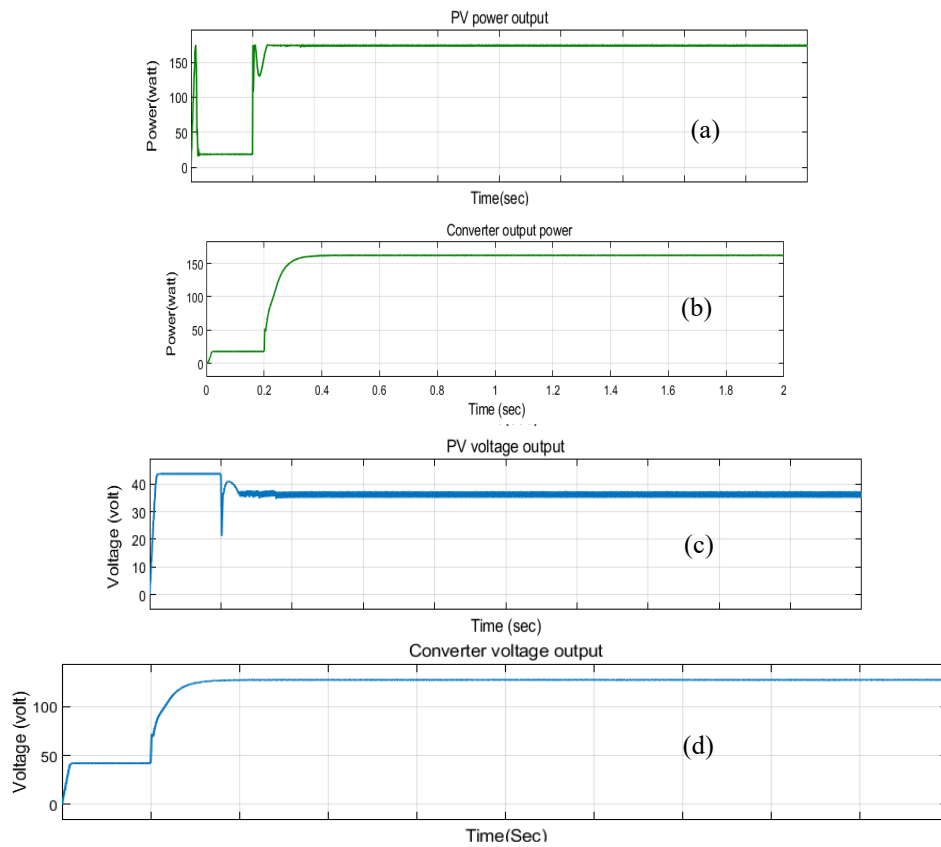 PV power output
150
100
50
0
Power(watt)
(a)
Time(sec)
Converter output power
150
100
50
0
Power(watt)
(b)
0 0.2 0.4 0.6 0.8 1 1.2 1.4 1.6 1.8 2
Time (sec)
PV voltage output
40
30
20
10
0
Voltage (volt)
(c)
Time (sec)
Converter voltage output
100
50
0
Voltage (volt)
(d)
Time(Sec)